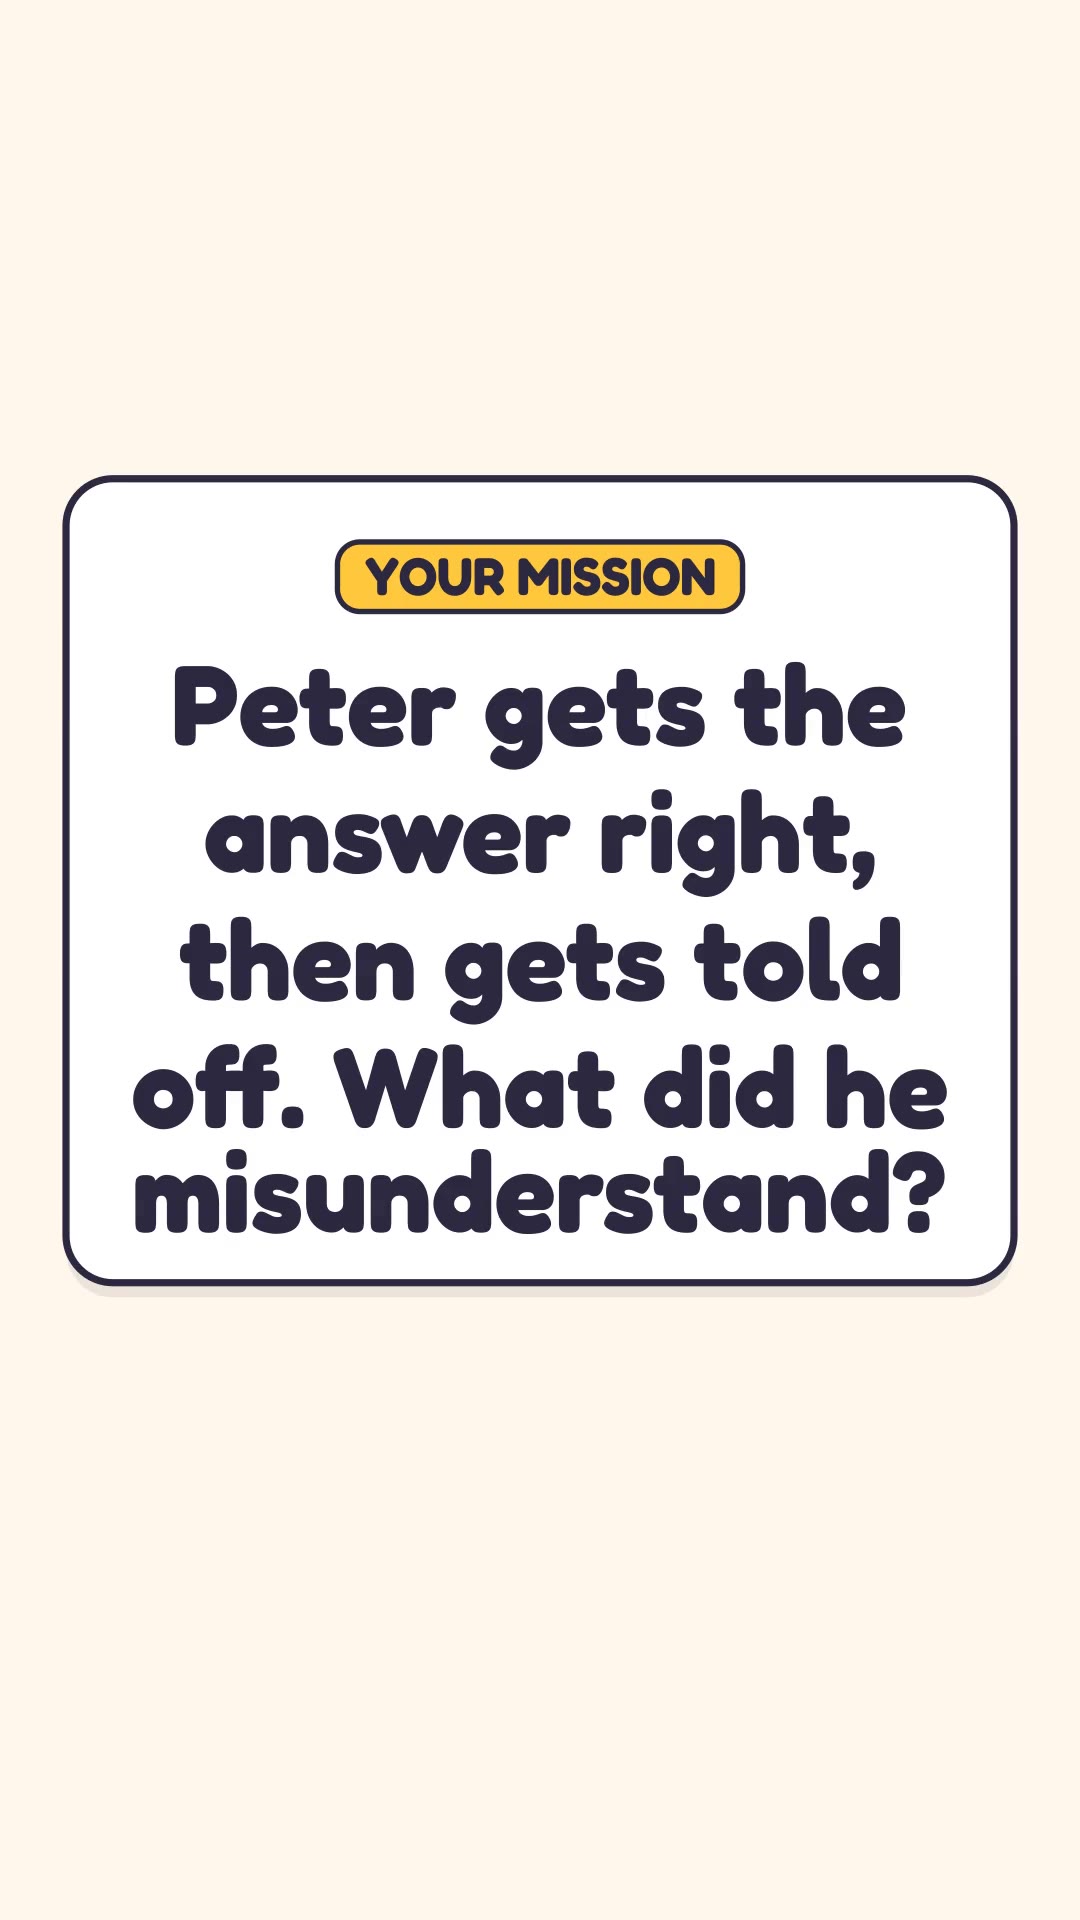 YOUR MISSION
Peter gets the
answer right,
then gets told
off. What did he
misunderstand?